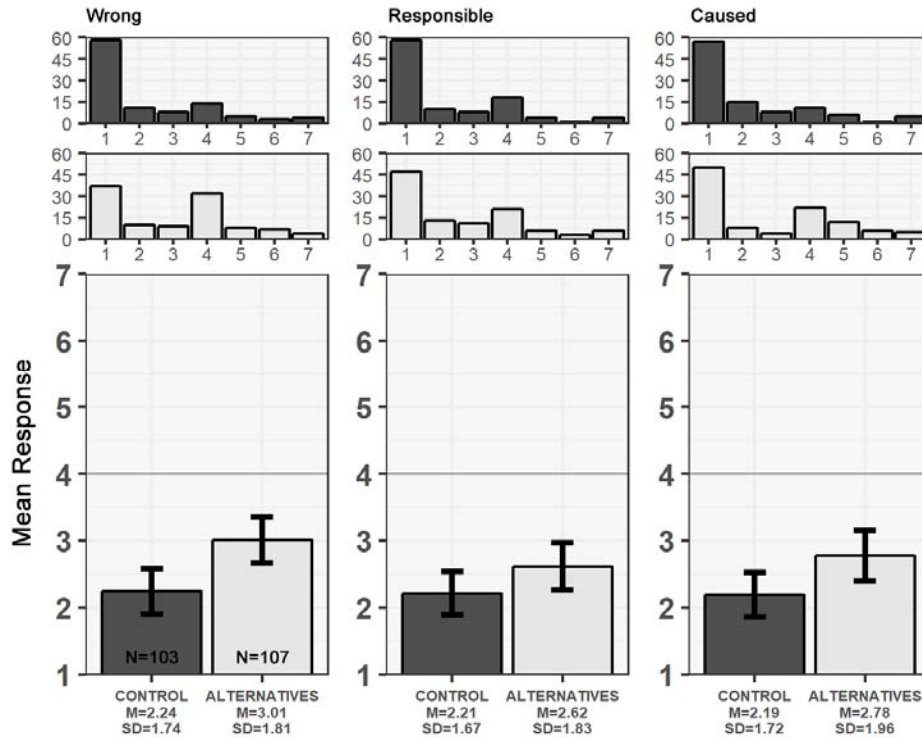 Wrong
Responsible
Caused
60
45
30
15
0
1 2 3 4 5 6 7
60
45
30
15
0
1 2 3 4 5 6 7
60
45
30
15
0
1 2 3 4 5 6 7
60
45
30
15
0
1 2 3 4 5 6 7
60
45
30
15
0
1 2 3 4 5 6 7
60
45
30
15
0
1 2 3 4 5 6 7
Mean Response
7
6
5
4
3
2
1
N=103
N=107
CONTROL
M=2.24
SD=1.74
ALTERNATIVES
M=3.01
SD=1.81
7
6
5
4
3
2
1
CONTROL
M=2.21
SD=1.67
ALTERNATIVES
M=2.62
SD=1.83
7
6
5
4
3
2
1
CONTROL
M=2.19
SD=1.72
ALTERNATIVES
M=2.78
SD=1.96